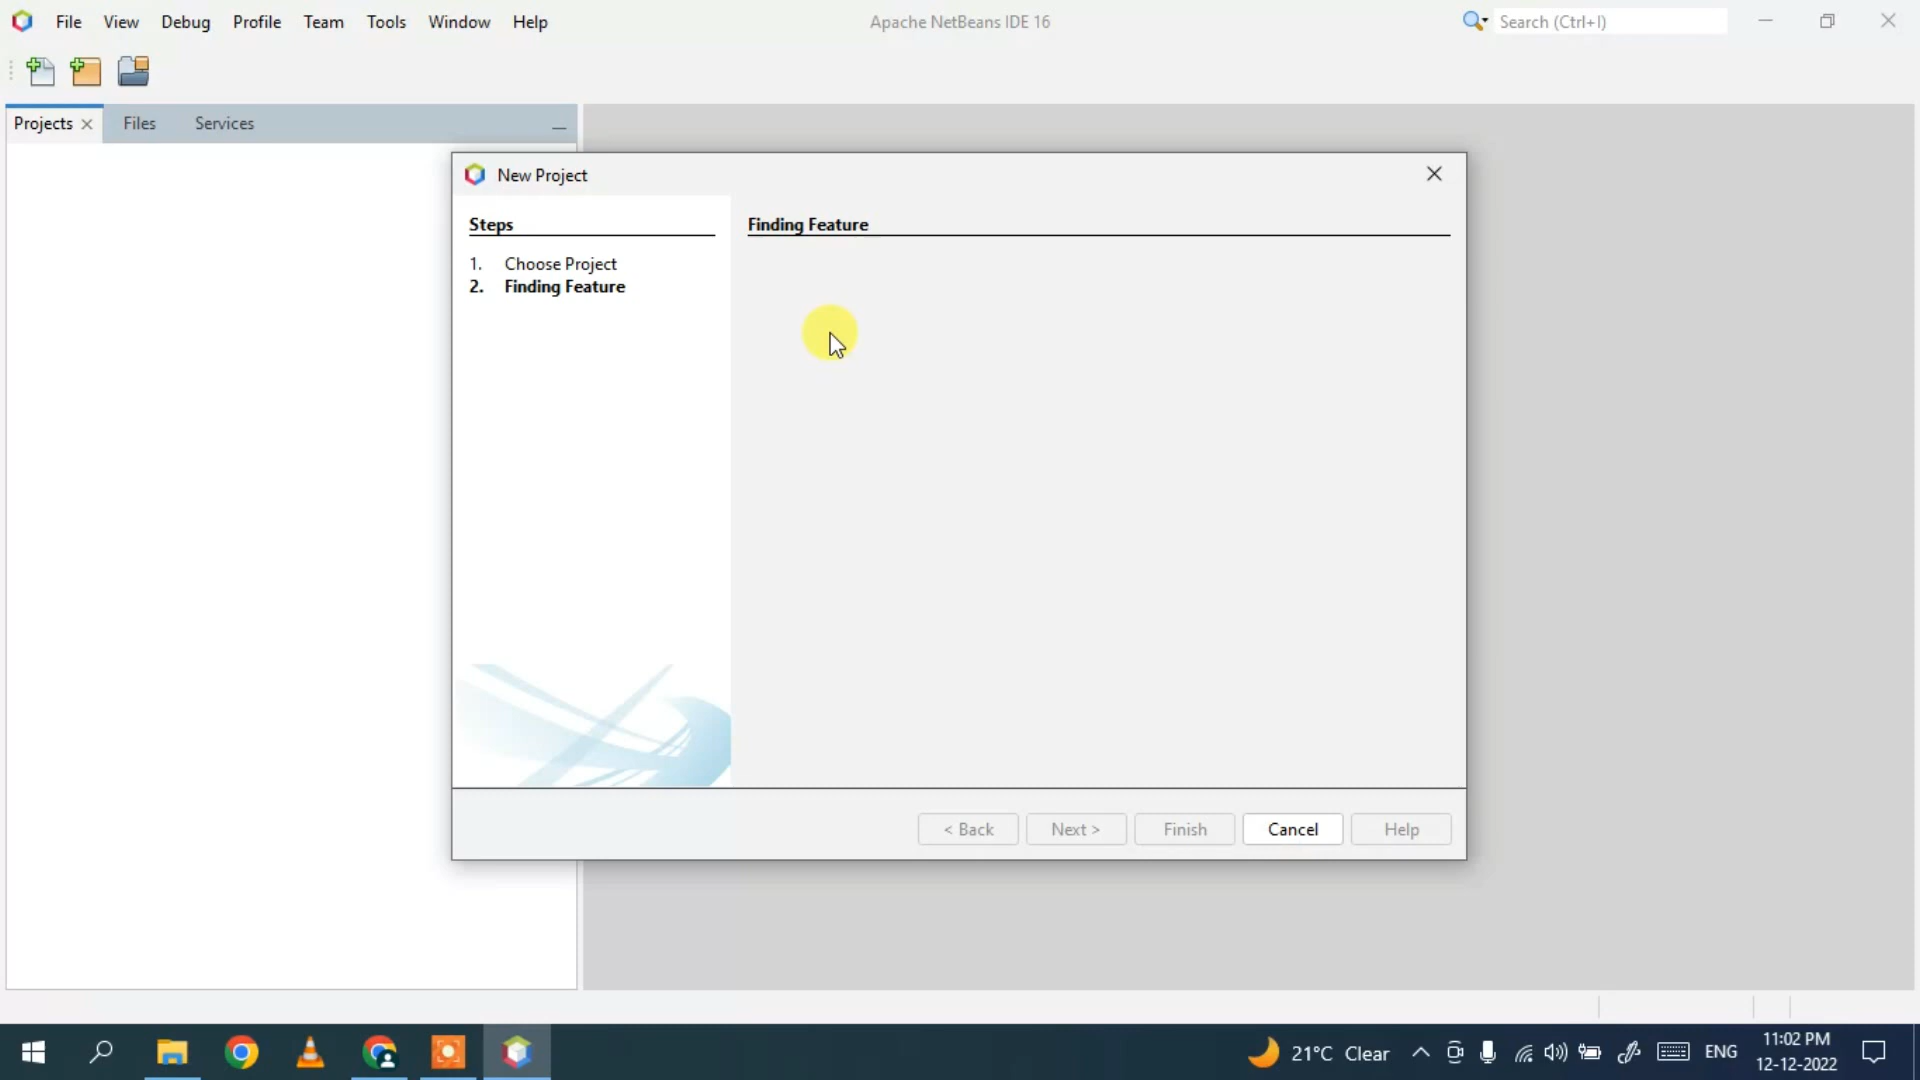 File View Debug Profile Team Tools Window Help
Apache NetBeans IDE 16
Search (Ctrl+I)
Projects Files Services
New Project
Steps
1. Choose Project
2. Finding Feature
Finding Feature
< Back Next > Finish Cancel Help
21°C Clear
ENG
11:02 PM
12-12-2022